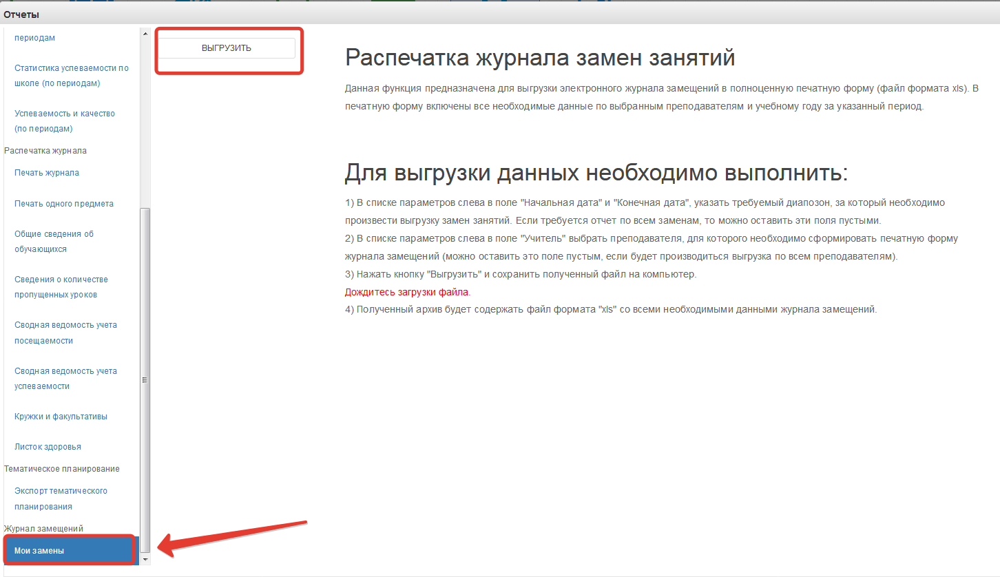 Отчеты
периодам
Статистика успеваемости по
школе (по периодам)
Успеваемость и качество
(по периодам)
Распечатка журнала
Печать журнала
Печать одного предмета
Общие сведения об
обучающихся
Сведения о количестве
пропущенных уроков
Сводная ведомость учета
посещаемости
Сводная ведомость учета
успеваемости
Кружки и факультативы
Листок здоровья
Тематическое планирование
Экспорт тематического
планирования
Журнал замещений
Мои замены
ВЫГРУЗИТЬ
Распечатка журнала замен занятий
Данная функция предназначена для выгрузки электронного журнала замещений в полноценную печатную форму (файл формата xls). В
печатную форму включены все необходимые данные по выбранным преподавателям и учебному году за указанный период.
Для выгрузки данных необходимо выполнить:
1) В списке параметров слева в поле "Начальная дата" и "Конечная дата", указать требуемый диапозон, за который необходимо
произвести выгрузку замен занятий. Если требуется отчет по всем заменам, то можно оставить эти поля пустыми.
2) В списке параметров слева в поле "Учитель" выбрать преподавателя, для которого необходимо сформировать печатную форму
журнала замещений (можно оставить это поле пустым, если будет производиться выгрузка по всем преподавателям).
3) Нажать кнопку "Выгрузить" и сохранить полученный файл на компьютер.
Дождитесь загрузки файла.
4) Полученный архив будет содержать файл формата "xls" со всеми необходимыми данными журнала замещений.